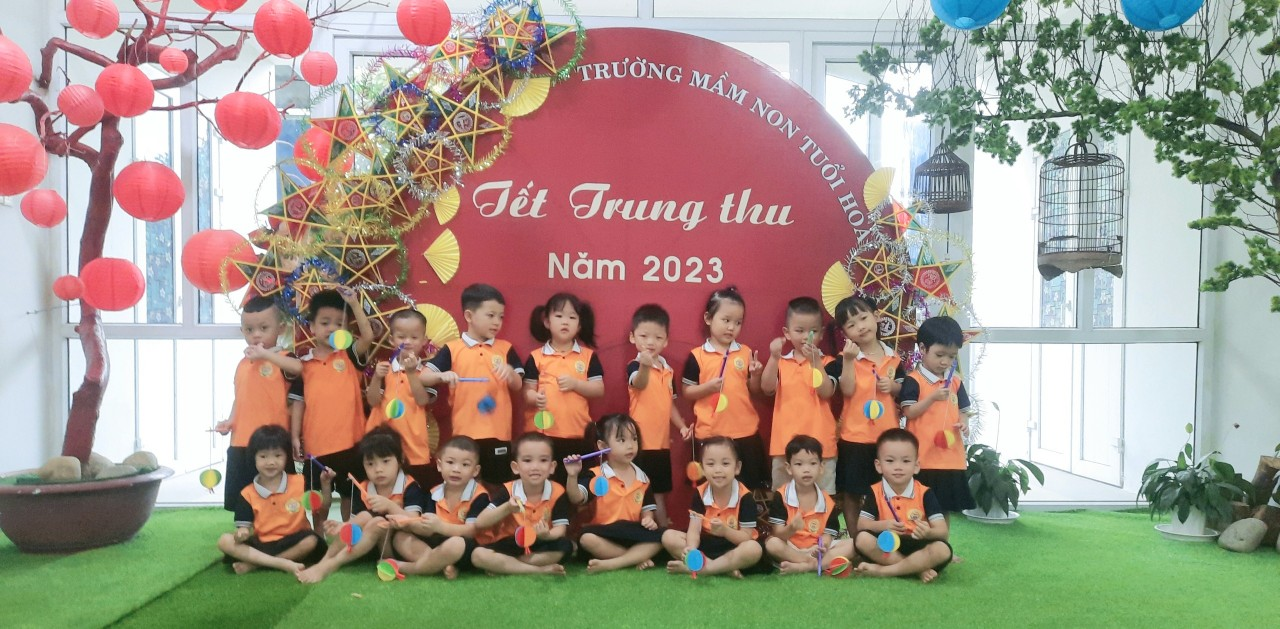 TRƯỜNG MẦM NON TUỔI HOA
Tết Trung thu
Năm 2023